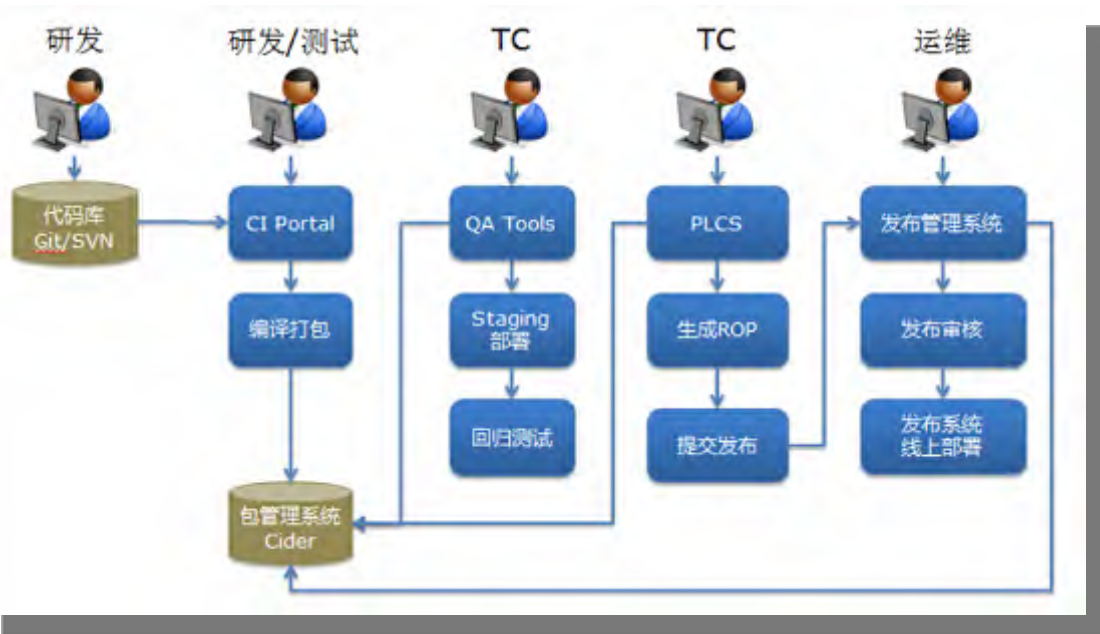 研发
研发/测试
TC
TC
运维
代码库
Git/SVN
CI Portal
QA Tools
PLCS
发布管理系统
编译打包
Staging
部署
生成ROP
发布审核
回归测试
提交发布
发布系统
线上部署
包管理系统
Cider